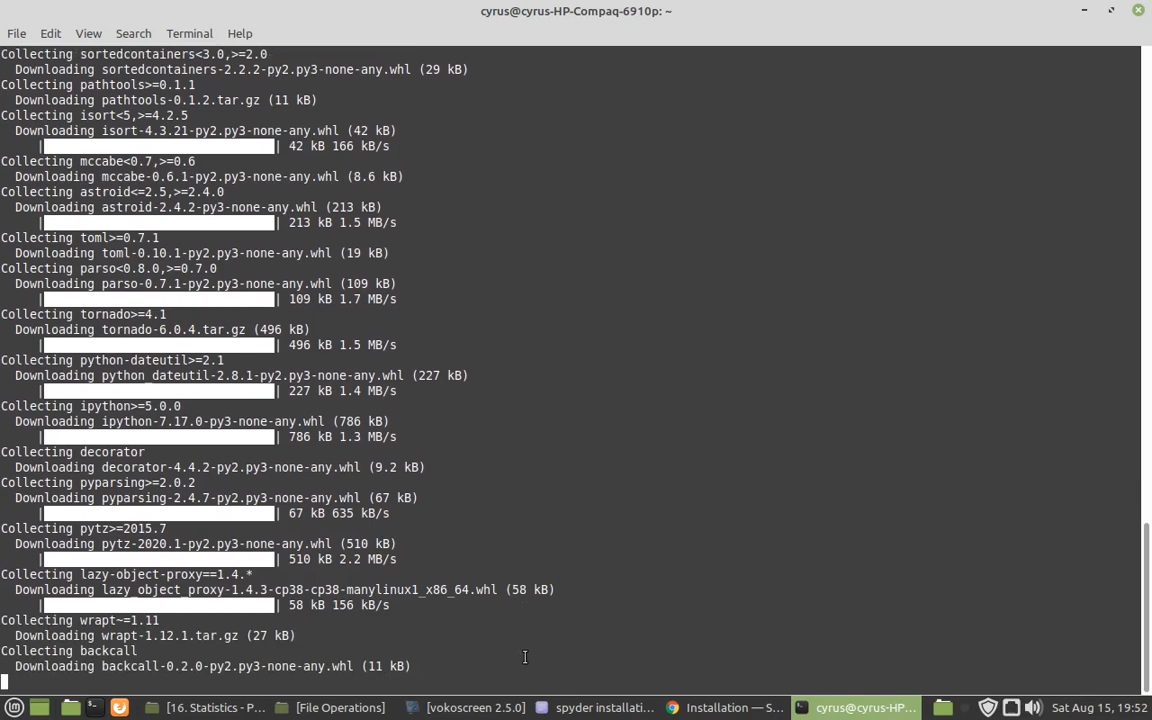 cyrus@cyrus-HP-Compaq-6910p: ~
File Edit View Search Terminal Help
Collecting sortedcontainers<3.0,>=2.0
Downloading sortedcontainers-2.2.2-py2.py3-none-any.whl (29 kB)
Collecting pathtools>=0.1.1
Downloading pathtools-0.1.2.tar.gz (11 kB)
Collecting isort<5,>=4.2.5
Downloading isort-4.3.21-py2.py3-none-any.whl (42 kB)
| | 42 kB 166 kB/s
Collecting mccabe<0.7,>=0.6
Downloading mccabe-0.6.1-py2.py3-none-any.whl (8.6 kB)
Collecting astroid<=2.5,>=2.4.0
Downloading astroid-2.4.2-py3-none-any.whl (213 kB)
| | 213 kB 1.5 MB/s
Collecting toml>=0.7.1
Downloading toml-0.10.1-py2.py3-none-any.whl (19 kB)
Collecting parso<0.8.0,>=0.7.0
Downloading parso-0.7.1-py2.py3-none-any.whl (109 kB)
| | 109 kB 1.7 MB/s
Collecting tornado>=4.1
Downloading tornado-6.0.4.tar.gz (496 kB)
| | 496 kB 1.5 MB/s
Collecting python-dateutil>=2.1
Downloading python_dateutil-2.8.1-py2.py3-none-any.whl (227 kB)
| | 227 kB 1.4 MB/s
Collecting ipython>=5.0.0
Downloading ipython-7.17.0-py3-none-any.whl (786 kB)
| | 786 kB 1.3 MB/s
Collecting decorator
Downloading decorator-4.4.2-py2.py3-none-any.whl (9.2 kB)
Collecting pyparsing>=2.0.2
Downloading pyparsing-2.4.7-py2.py3-none-any.whl (67 kB)
| | 67 kB 635 kB/s
Collecting pytz>=2015.7
Downloading pytz-2020.1-py2.py3-none-any.whl (510 kB)
| | 510 kB 2.2 MB/s
Collecting lazy-object-proxy==1.4.*
Downloading lazy_object_proxy-1.4.3-cp38-cp38-manylinux1_x86_64.whl (58 kB)
| | 58 kB 156 kB/s
Collecting wrapt~=1.11
Downloading wrapt-1.12.1.tar.gz (27 kB)
Collecting backcall
Downloading backcall-0.2.0-py2.py3-none-any.whl (11 kB)
[16. Statistics - P... [File Operations] [vokoscreen 2.5.0] spyder installati... Installation — S... cyrus@cyrus-HP-... Sat Aug 15, 19:52